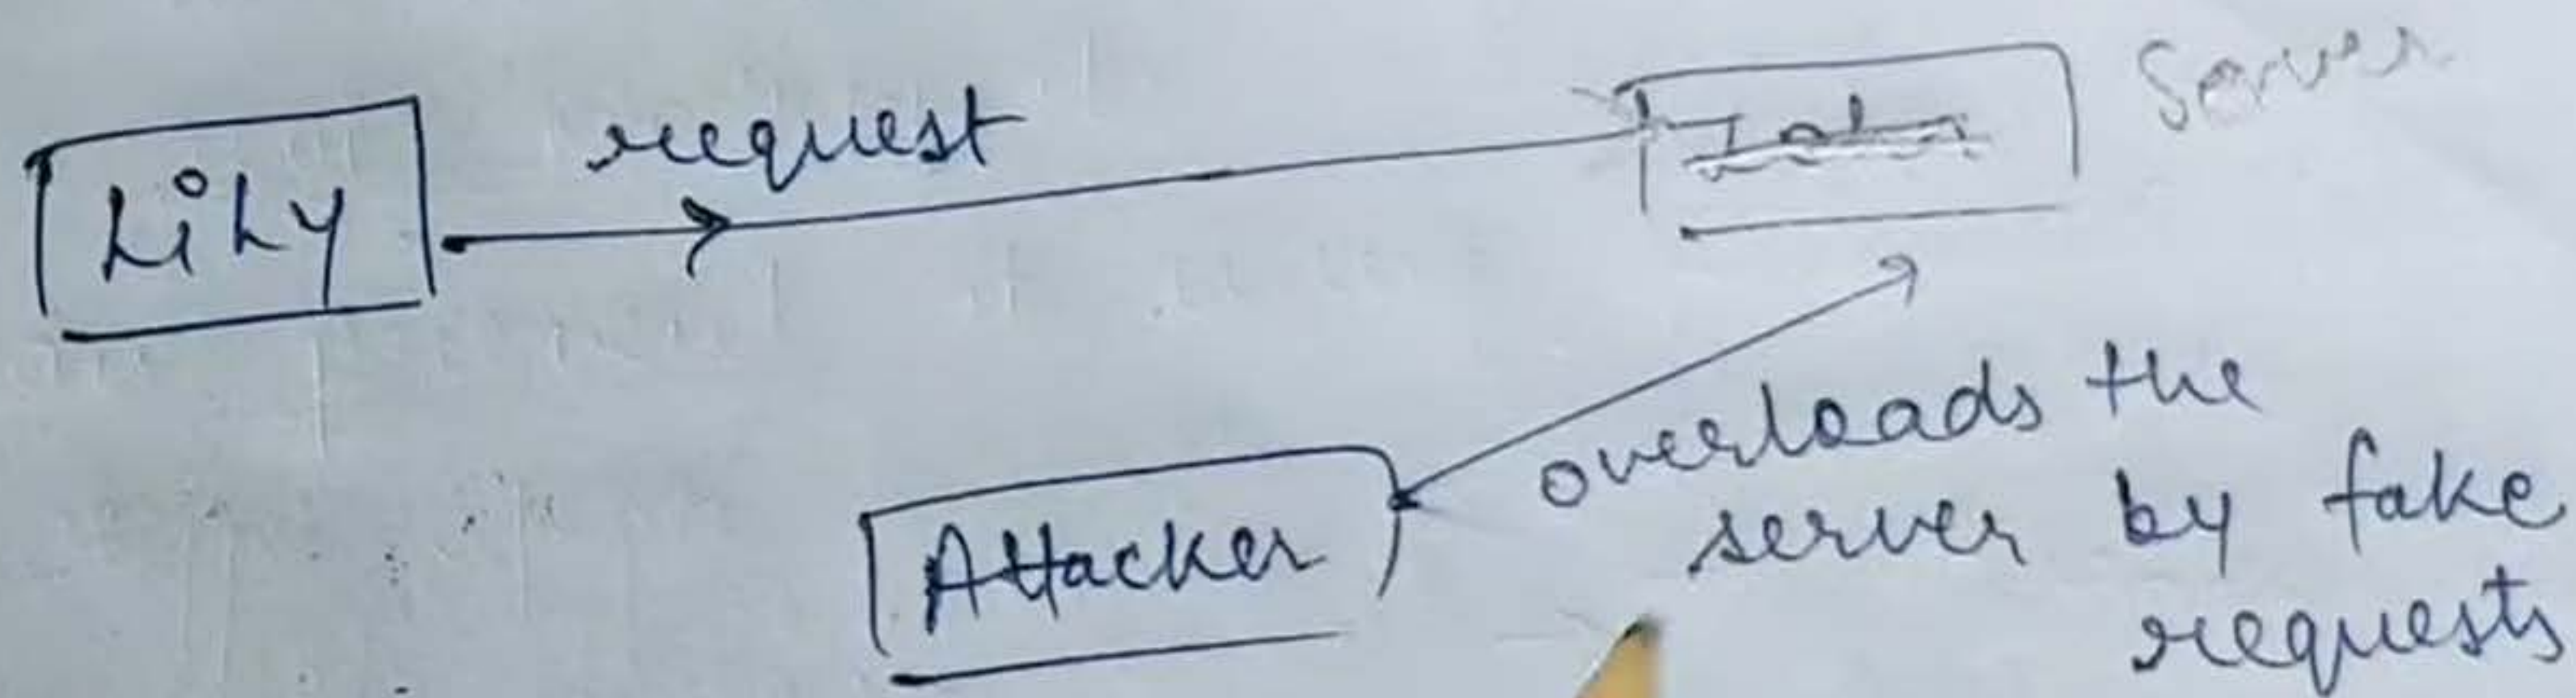 Server
request
LiLy
overloads the
server by fake
requests
Attacker